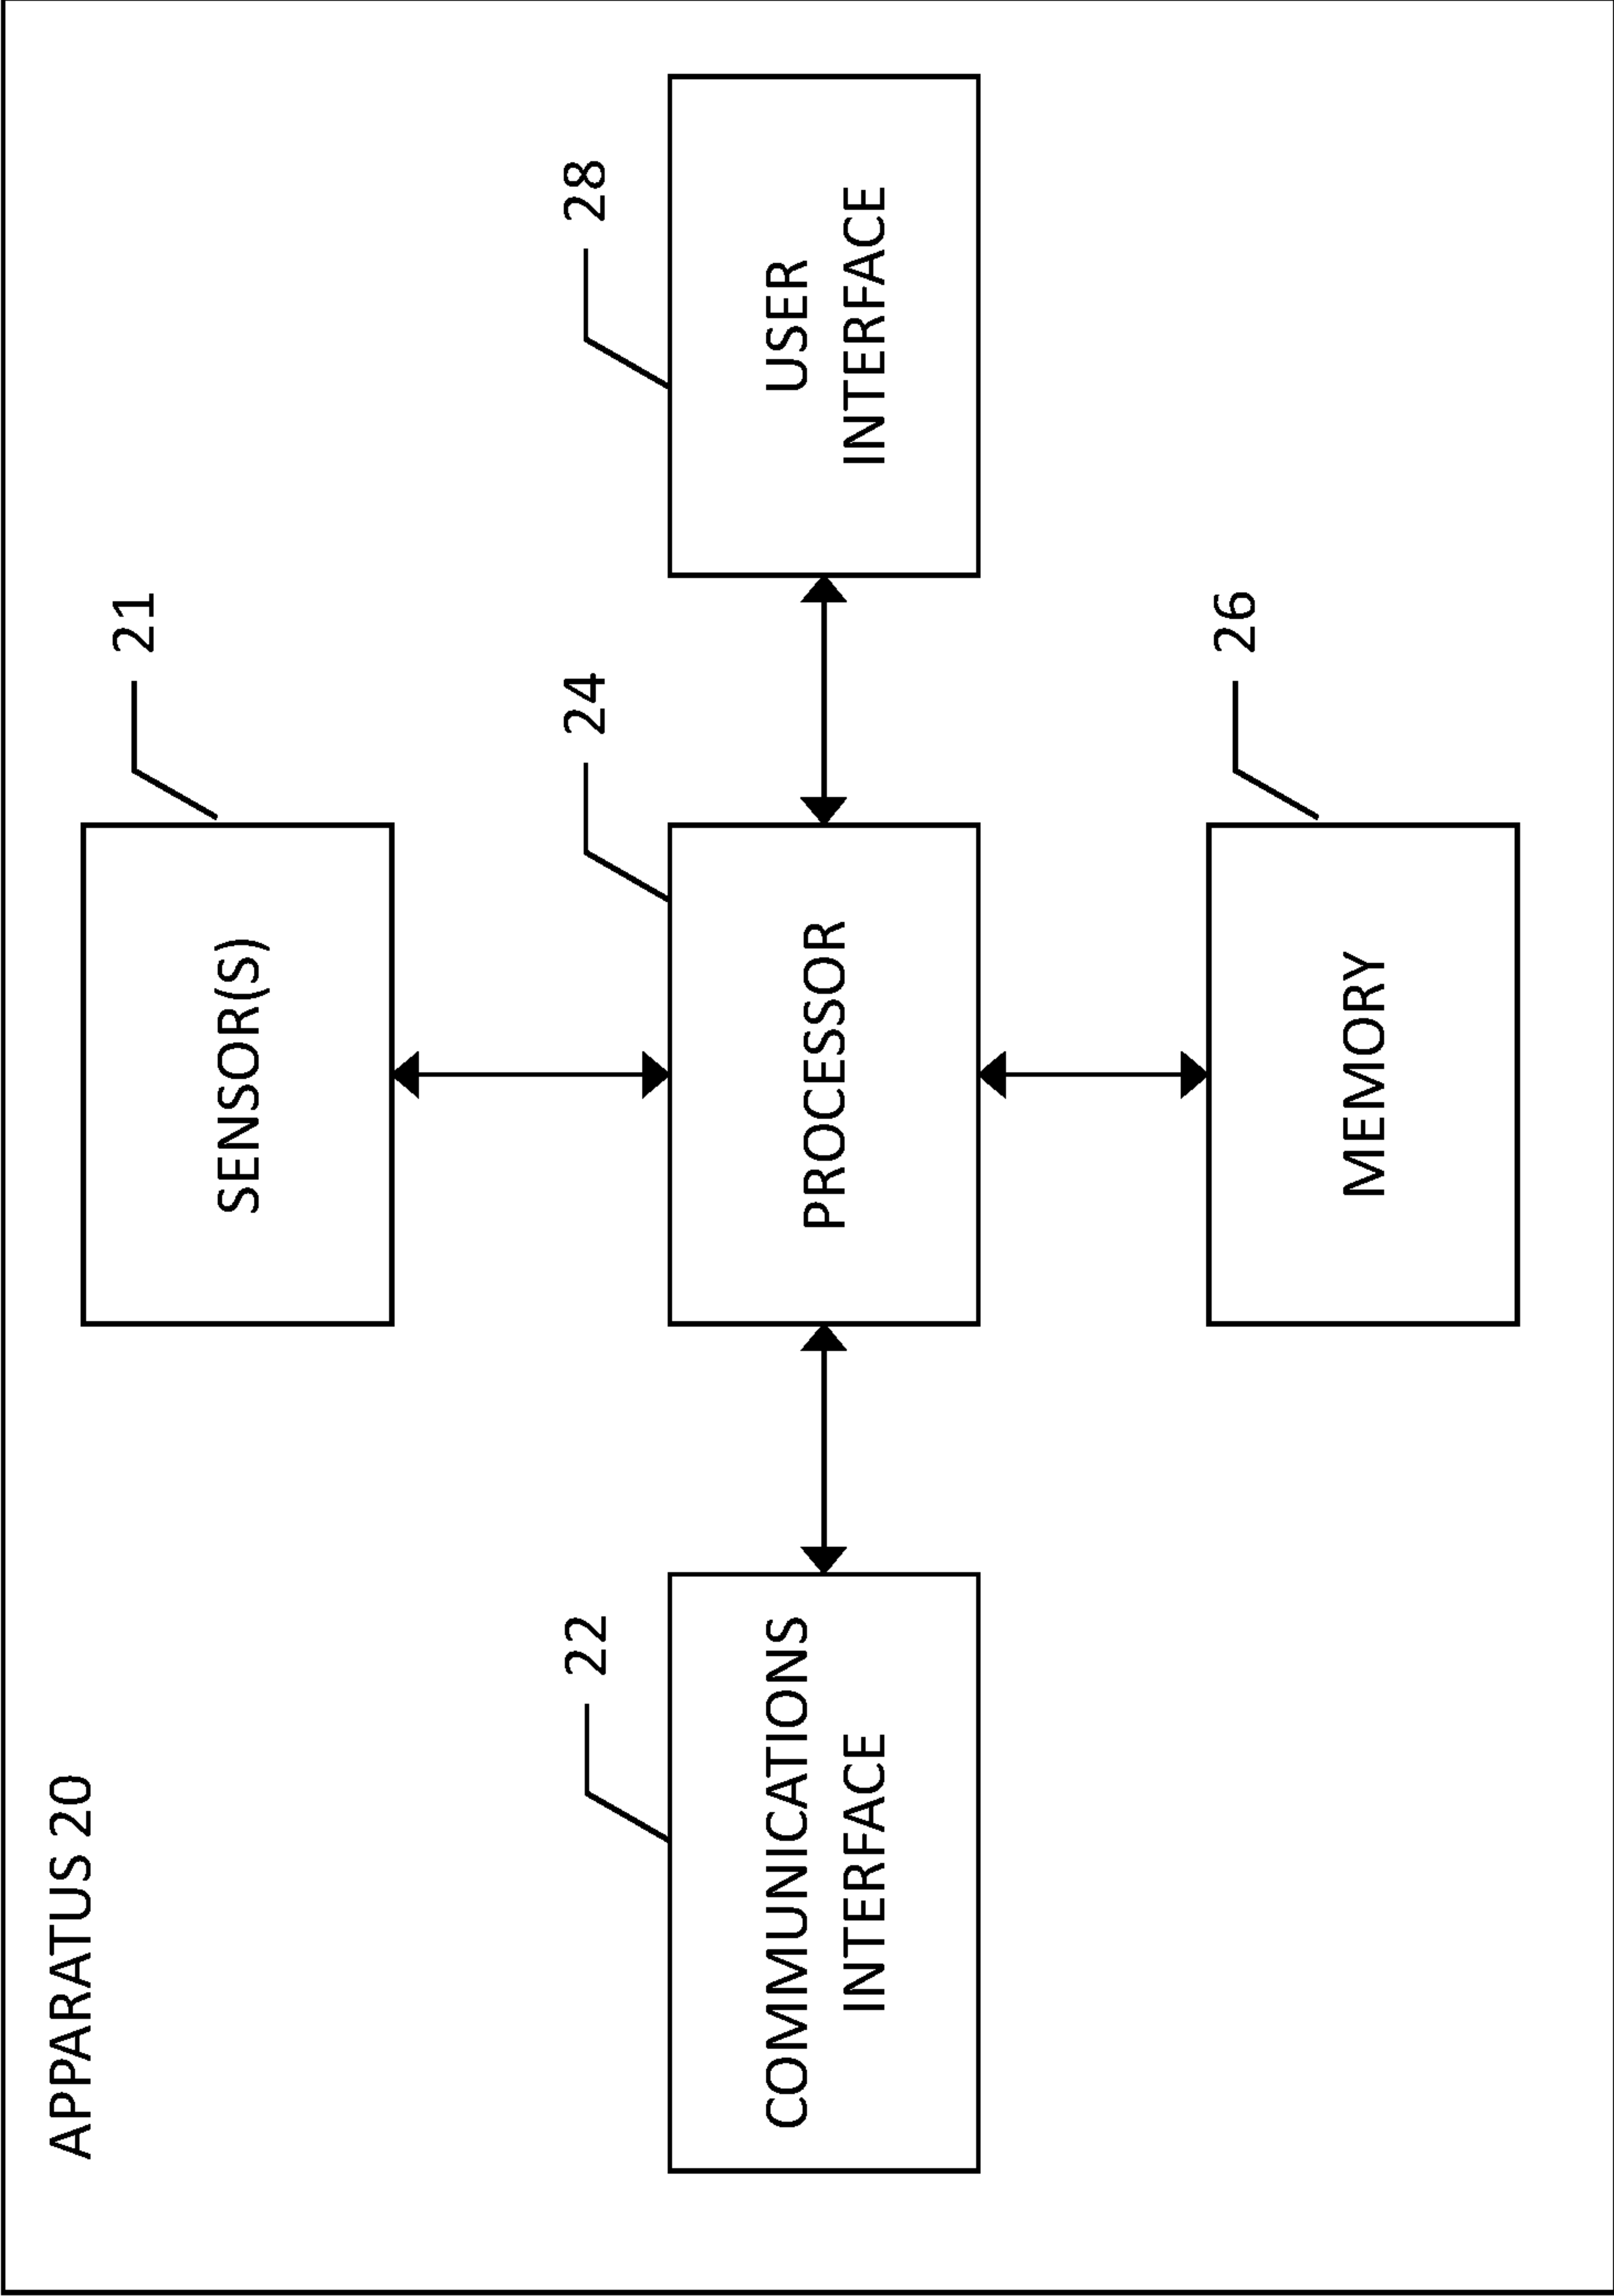 APPARATUS 20
21
SENSOR(S)
22
24
28
COMMUNICATIONS
INTERFACE
PROCESSOR
USER
INTERFACE
26
MEMORY